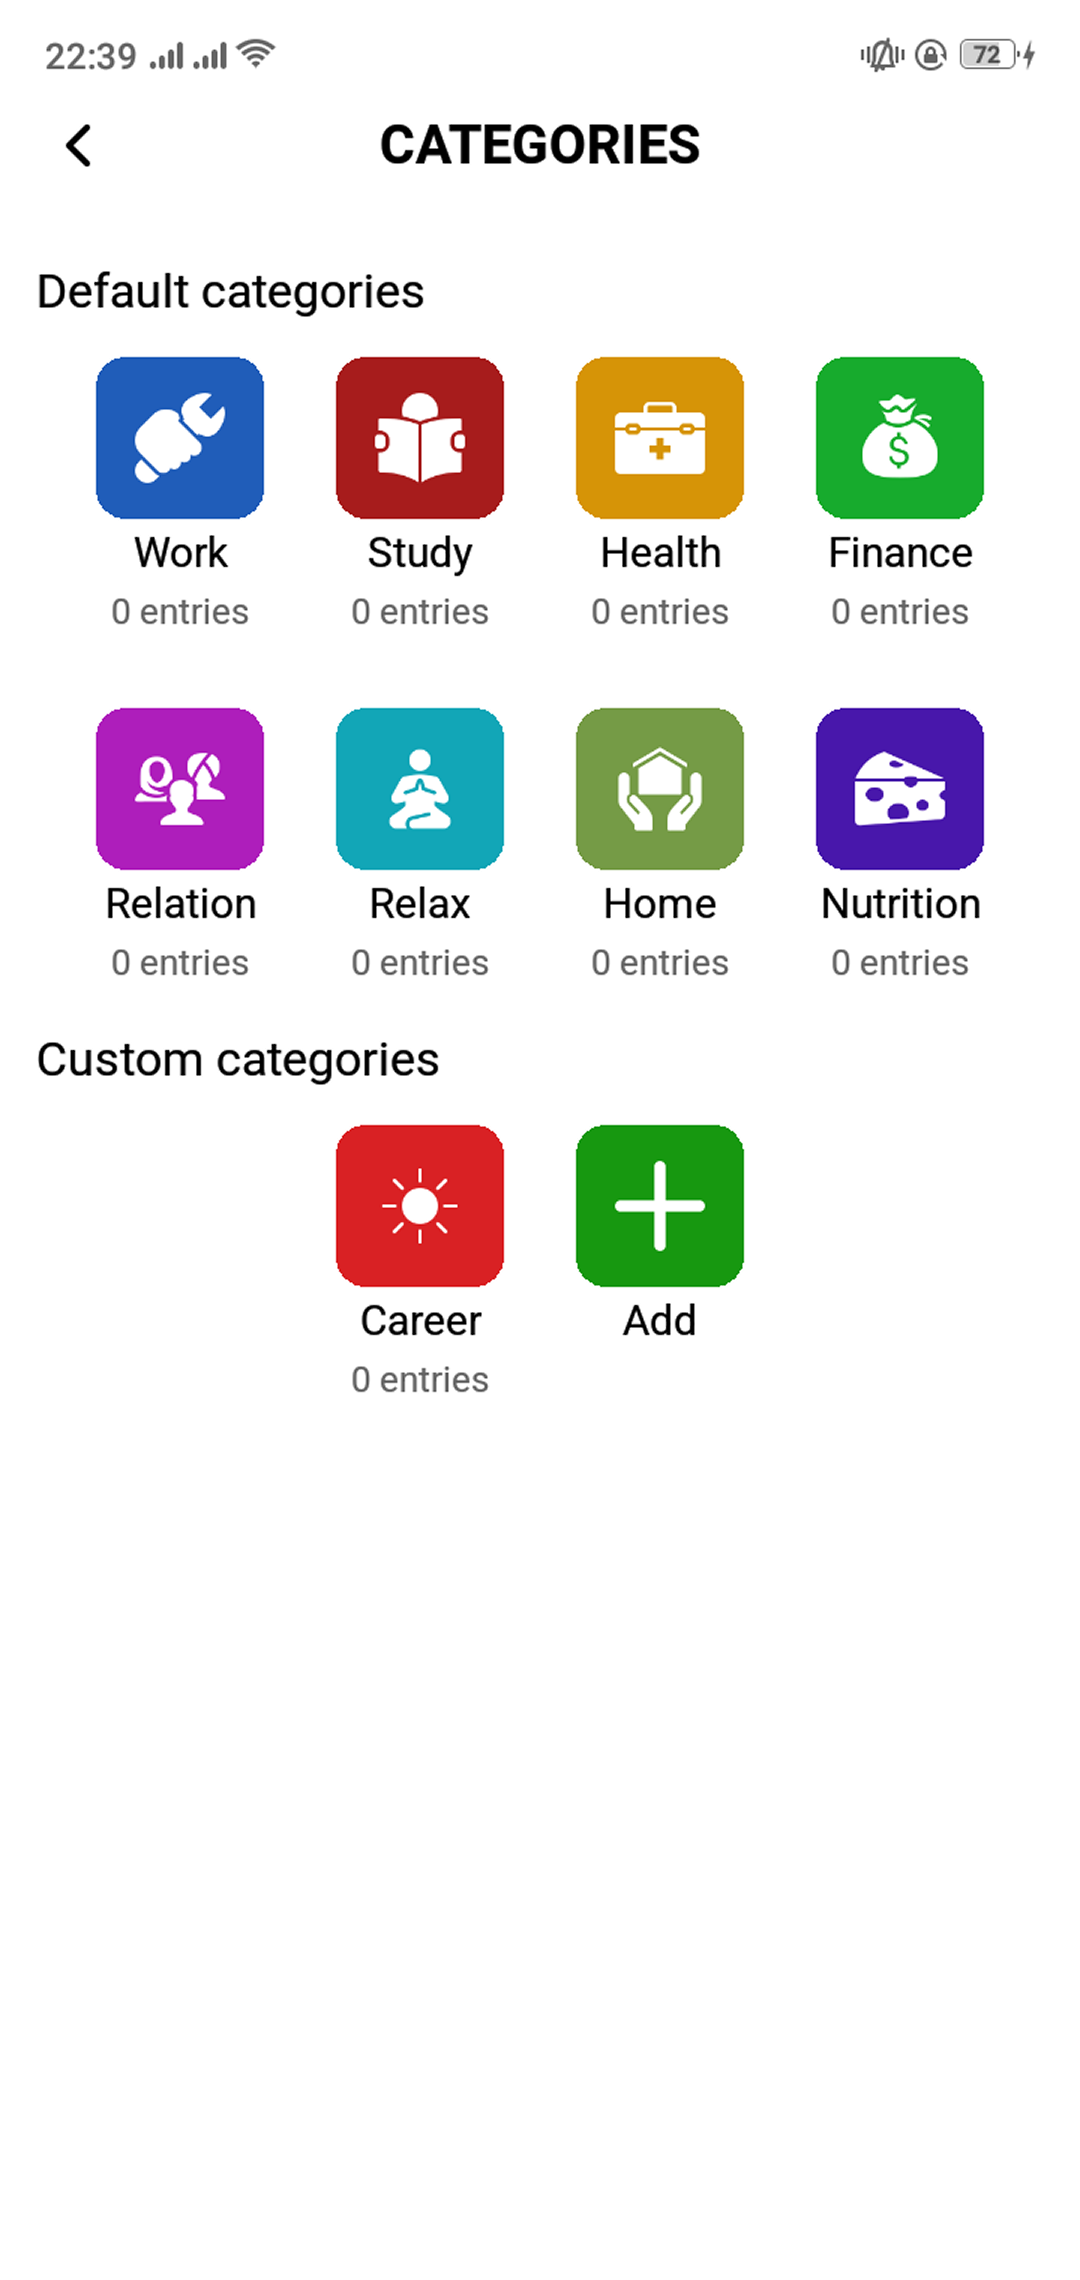 22:39 72
CATEGORIES
Default categories
Work Study Health Finance
0 entries 0 entries 0 entries 0 entries
Relation Relax Home Nutrition
0 entries 0 entries 0 entries 0 entries
Custom categories
Career Add
0 entries